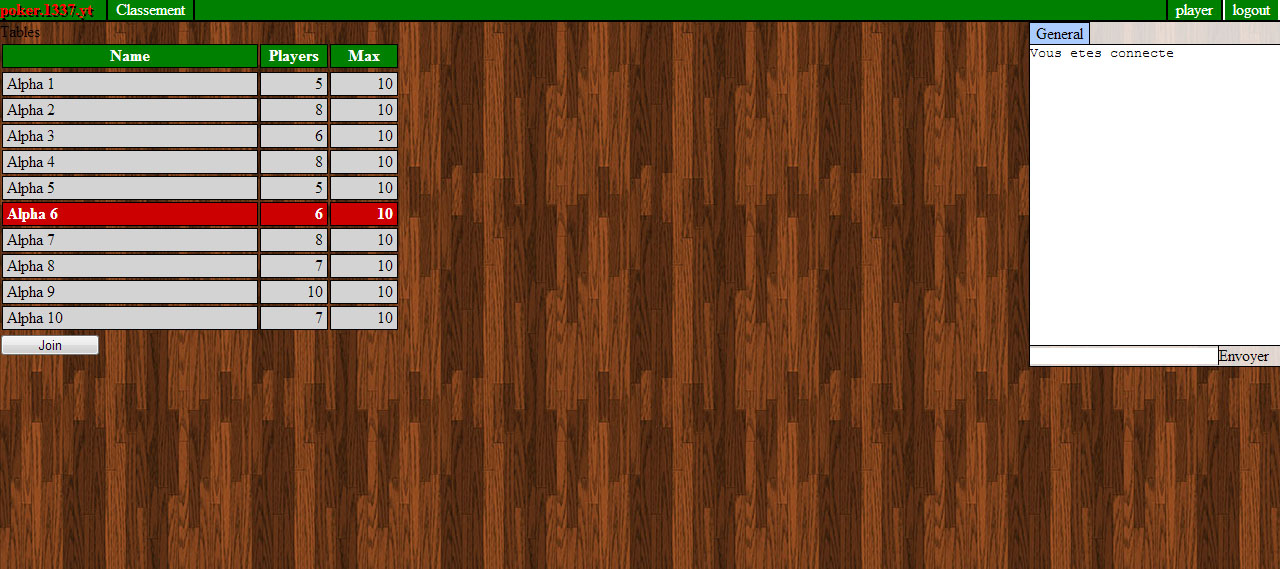 poker.1337.yt Classement player logout
Tables
Name Players Max
Alpha 1 5 10
Alpha 2 8 10
Alpha 3 6 10
Alpha 4 8 10
Alpha 5 5 10
Alpha 6 6 10
Alpha 7 8 10
Alpha 8 7 10
Alpha 9 10 10
Alpha 10 7 10
Join
General
Vous etes connecte
Envoyer